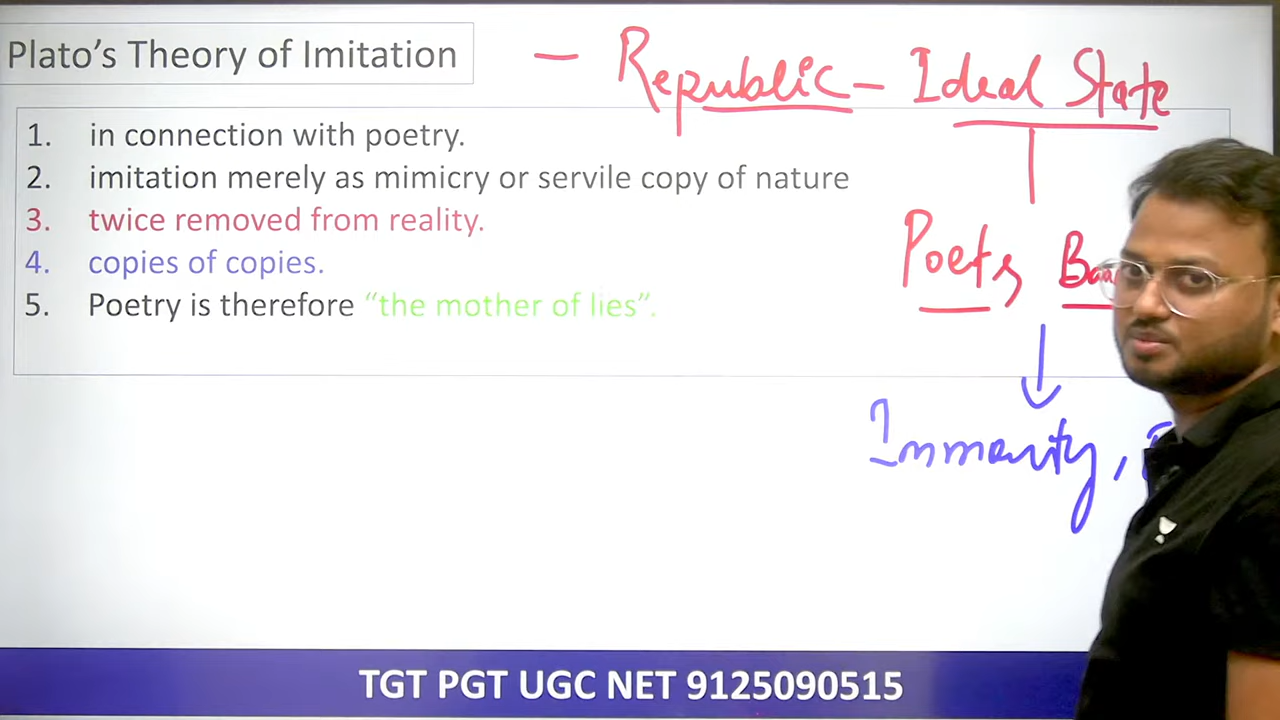 Plato's Theory of Imitation
– Republic – Ideal State
1. in connection with poetry.
2. imitation merely as mimicry or servile copy of nature
3. twice removed from reality.
4. copies of copies.
5. Poetry is therefore “the mother of lies”.
Poets
Immorality,
TGT PGT UGC NET 9125090515